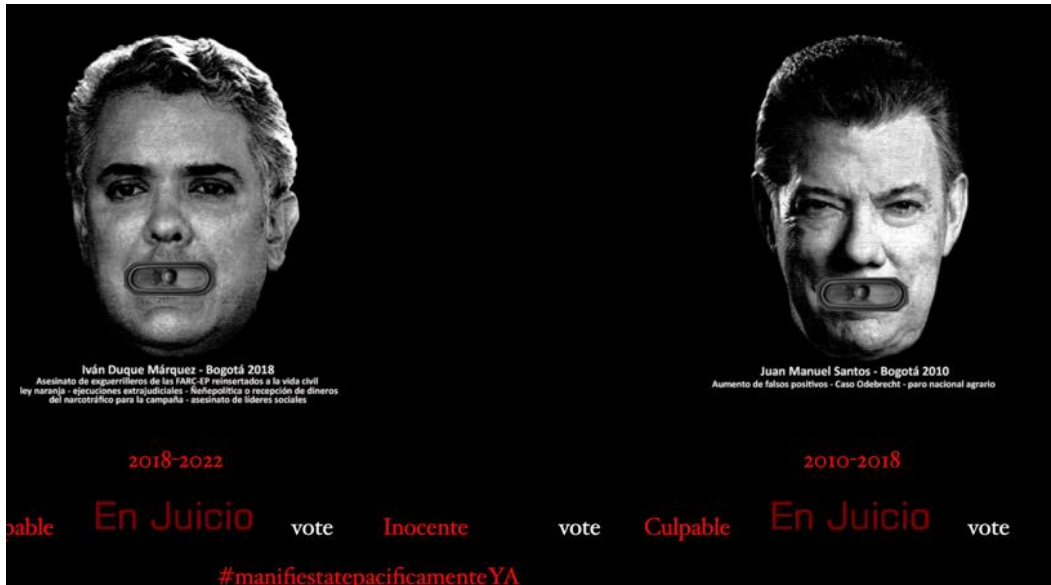 Iván Duque Márquez - Bogotá 2018
Asesinato de exguerrilleros de las FARC-EP reinsertados a la vida civil
ley naranja - ejecuciones extrajudiciales - Ñeñepolítica o recepción de dineros
del narcotráfico para la campaña - asesinato de líderes sociales
Juan Manuel Santos - Bogotá 2010
Aumento de falsos positivos - Caso Odebrecht - paro nacional agrario
2018-2022
2010-2018
pable En Juicio vote Inocente vote Culpable En Juicio vote
#manifiestatepacificamenteYA